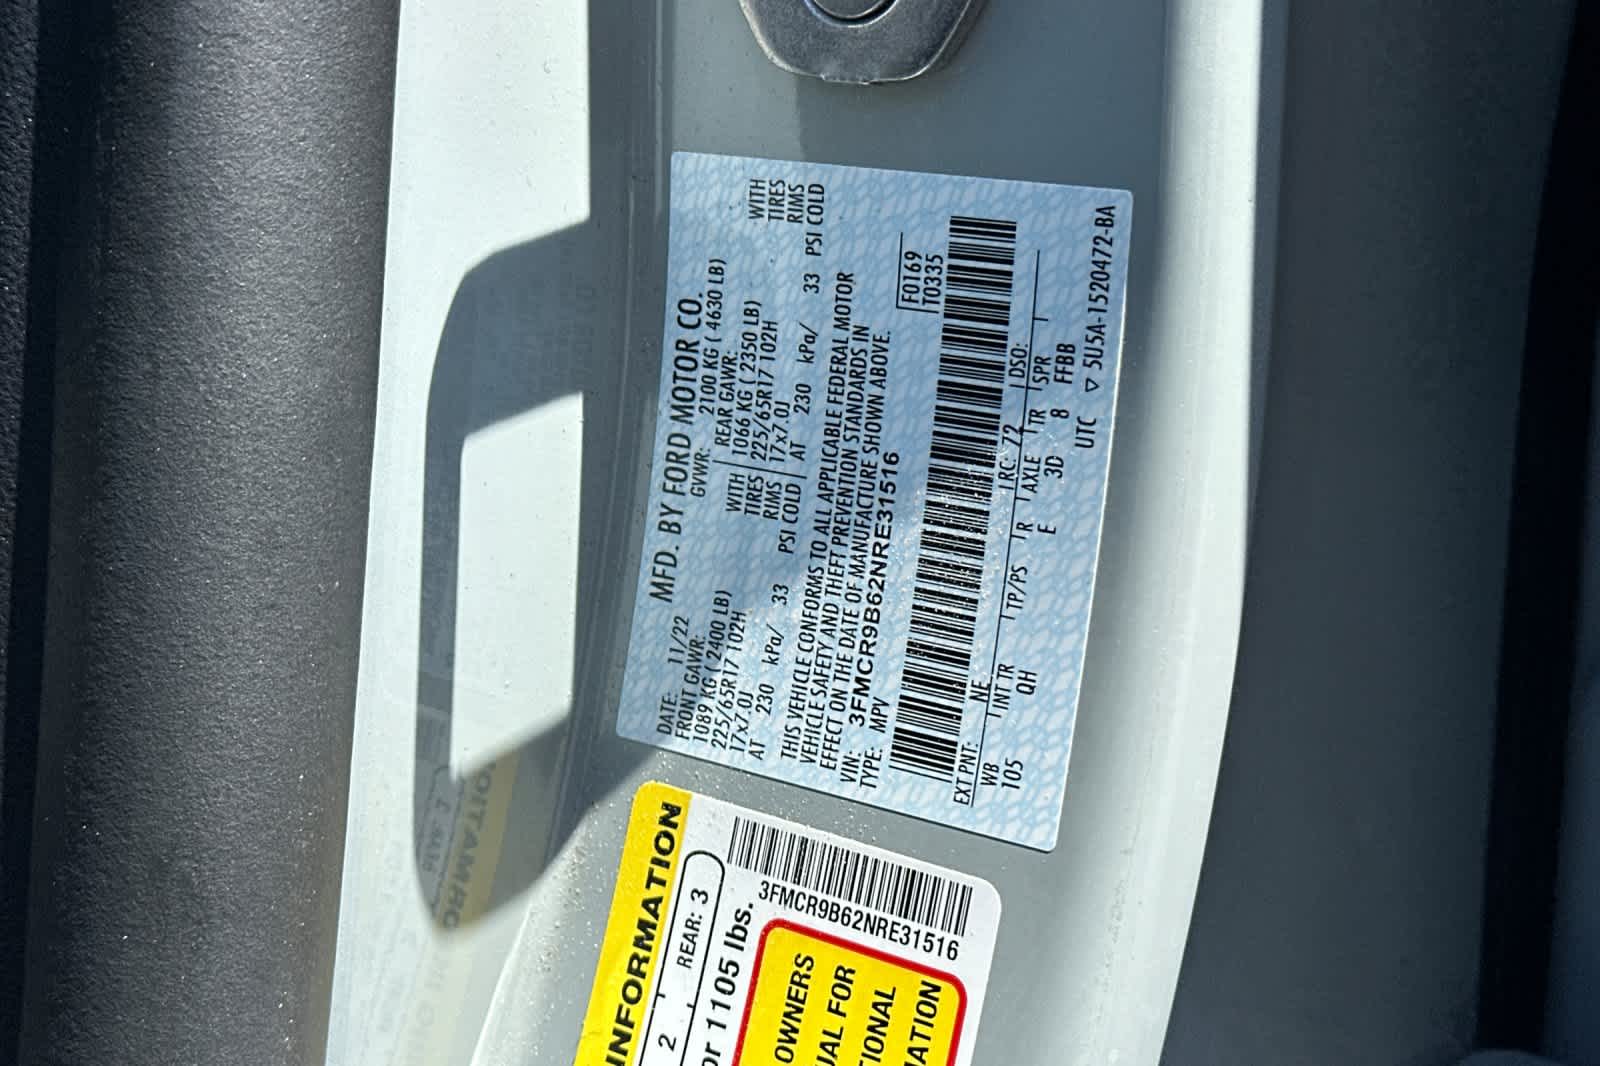 MFD. BY FORD MOTOR CO.
DATE: 11/22 GVWR: 2100 KG ( 4630 LB)
FRONT GAWR: REAR GAWR:
1089 KG ( 2400 LB) WITH 1066 KG ( 2350 LB) WITH
225/65R17 102H TIRES 225/65R17 102H TIRES
17x7.0J RIMS 17x7.0J RIMS
AT 230 kPa/ 33 PSI COLD AT 230 kPa/ 33 PSI COLD
THIS VEHICLE CONFORMS TO ALL APPLICABLE FEDERAL MOTOR
VEHICLE SAFETY AND THEFT PREVENTION STANDARDS IN
EFFECT ON THE DATE OF MANUFACTURE SHOWN ABOVE.
VIN: 3FMCR9B62NRE31516
TYPE: MPV
F0169
T0335
EXT PNT: NE RC: 72 DSO:
WB INT TR TP/PS R AXLE TR SPR
105 QH E 3D 8 FFBB
UTC ▽ 5U5A-1520472-BA
INFORMATION
2 REAR: 3
or 1105 lbs.
3FMCR9B62NRE31516
OWNERS
UAL FOR
TIONAL
MATION